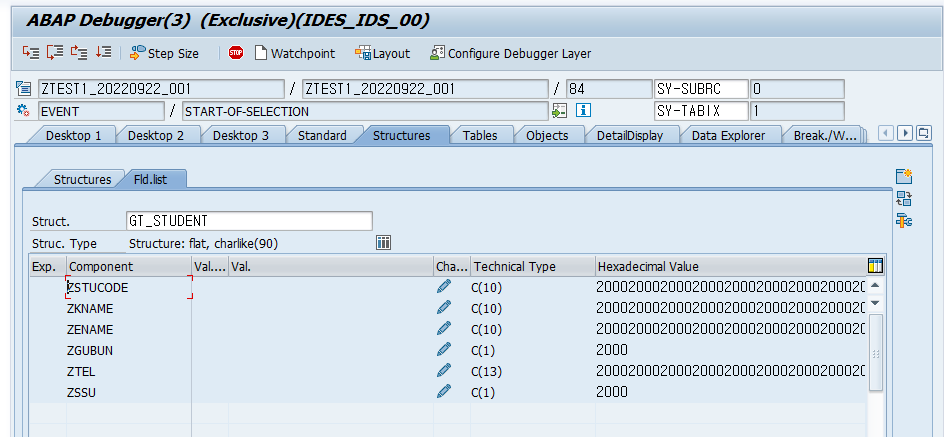 ABAP Debugger(3) (Exclusive)(IDES_IDS_00)
Step Size STOP Watchpoint Layout Configure Debugger Layer
ZTEST1_20220922_001 / ZTEST1_20220922_001 / 84 SY-SUBRC 0
EVENT / START-OF-SELECTION SY-TABIX 1
Desktop 1 Desktop 2 Desktop 3 Standard Structures Tables Objects DetailDisplay Data Explorer Break./W...
Structures Fld.list
Struct. GT_STUDENT
Struc. Type Structure: flat, charlike(90)
Exp. Component Val.... Val. Cha... Technical Type Hexadecimal Value
ZSTUCODE C(10) 20002000200020002000200020002000200020
ZKNAME C(10) 20002000200020002000200020002000200020
ZENAME C(10) 20002000200020002000200020002000200020
ZGUBUN C(1) 2000
ZTEL C(13) 20002000200020002000200020002000200020
ZSSU C(1) 2000